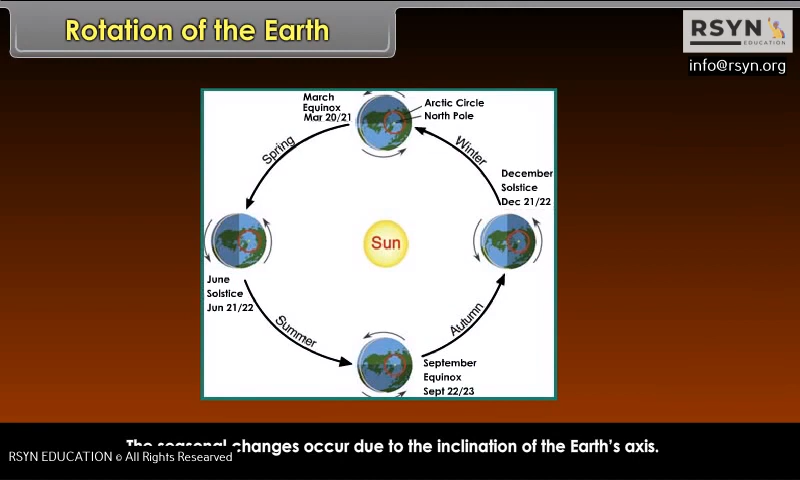 Rotation of the Earth
RSYN
EDUCATION
info@rsyn.org
March
Equinox
Mar 20/21
Arctic Circle
North Pole
Spring
Winter
December
Solstice
Dec 21/22
Sun
June
Solstice
Jun 21/22
Summer
Autumn
September
Equinox
Sept 22/23
The seasonal changes occur due to the inclination of the Earth's axis.
RSYN EDUCATION © All Rights Researved